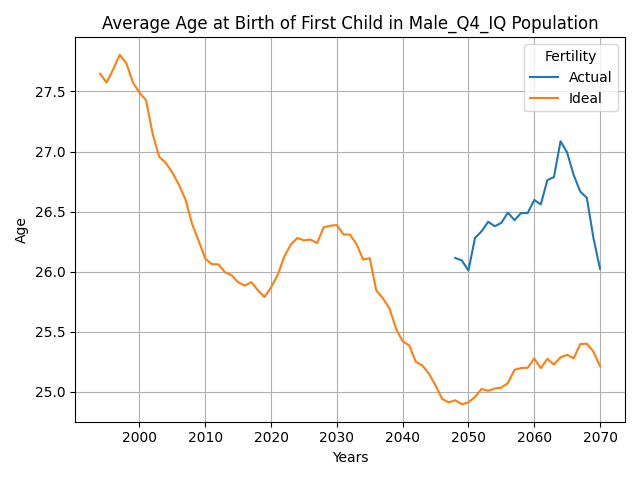 Average Age at Birth of First Child in Male_Q4_IQ Population
Fertility
Actual
Ideal
27.5
27.0
26.5
26.0
25.5
25.0
Age
2000
2010
2020
2030
2040
2050
2060
2070
Years